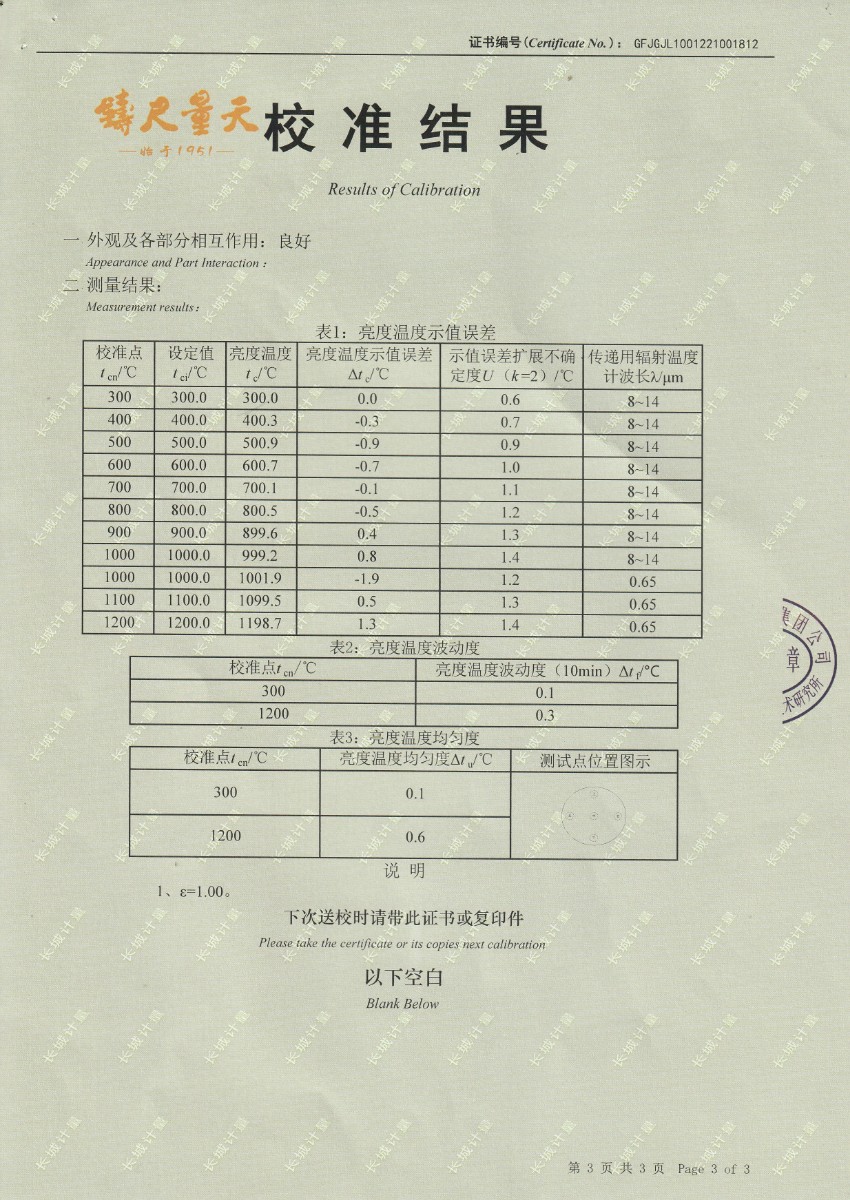 证书编号(Certificate No.)： GFJGJL1001221001812
鑄尺量天
—始于1951—
校 准 结 果
Results of Calibration
一 外观及各部分相互作用：良好
Appearance and Part Interaction：
二 测量结果：
Measurement results：
表1：亮度温度示值误差
校准点 tcn/℃ 设定值 tci/℃ 亮度温度 tc/℃ 亮度温度示值误差 Δtc/℃ 示值误差扩展不确定度U（k=2）/℃ 传递用辐射温度计波长λ/μm
300 300.0 300.0 0.0 0.6 8~14
400 400.0 400.3 -0.3 0.7 8~14
500 500.0 500.9 -0.9 0.9 8~14
600 600.0 600.7 -0.7 1.0 8~14
700 700.0 700.1 -0.1 1.1 8~14
800 800.0 800.5 -0.5 1.2 8~14
900 900.0 899.6 0.4 1.3 8~14
1000 1000.0 999.2 0.8 1.4 8~14
1000 1000.0 1001.9 -1.9 1.2 0.65
1100 1100.0 1099.5 0.5 1.3 0.65
1200 1200.0 1198.7 1.3 1.4 0.65
表2：亮度温度波动度
校准点tcn/℃ 亮度温度波动度（10min）Δtf/℃
300 0.1
1200 0.3
表3：亮度温度均匀度
校准点tcn/℃ 亮度温度均匀度Δtu/℃ 测试点位置图示
300 0.1
1200 0.6
说 明
1、ε=1.00。
下次送校时请带此证书或复印件
Please take the certificate or its copies next calibration
以下空白
Blank Below
集团公司
章
术研究所
第 3 页 共 3 页 Page 3 of 3
长城计量